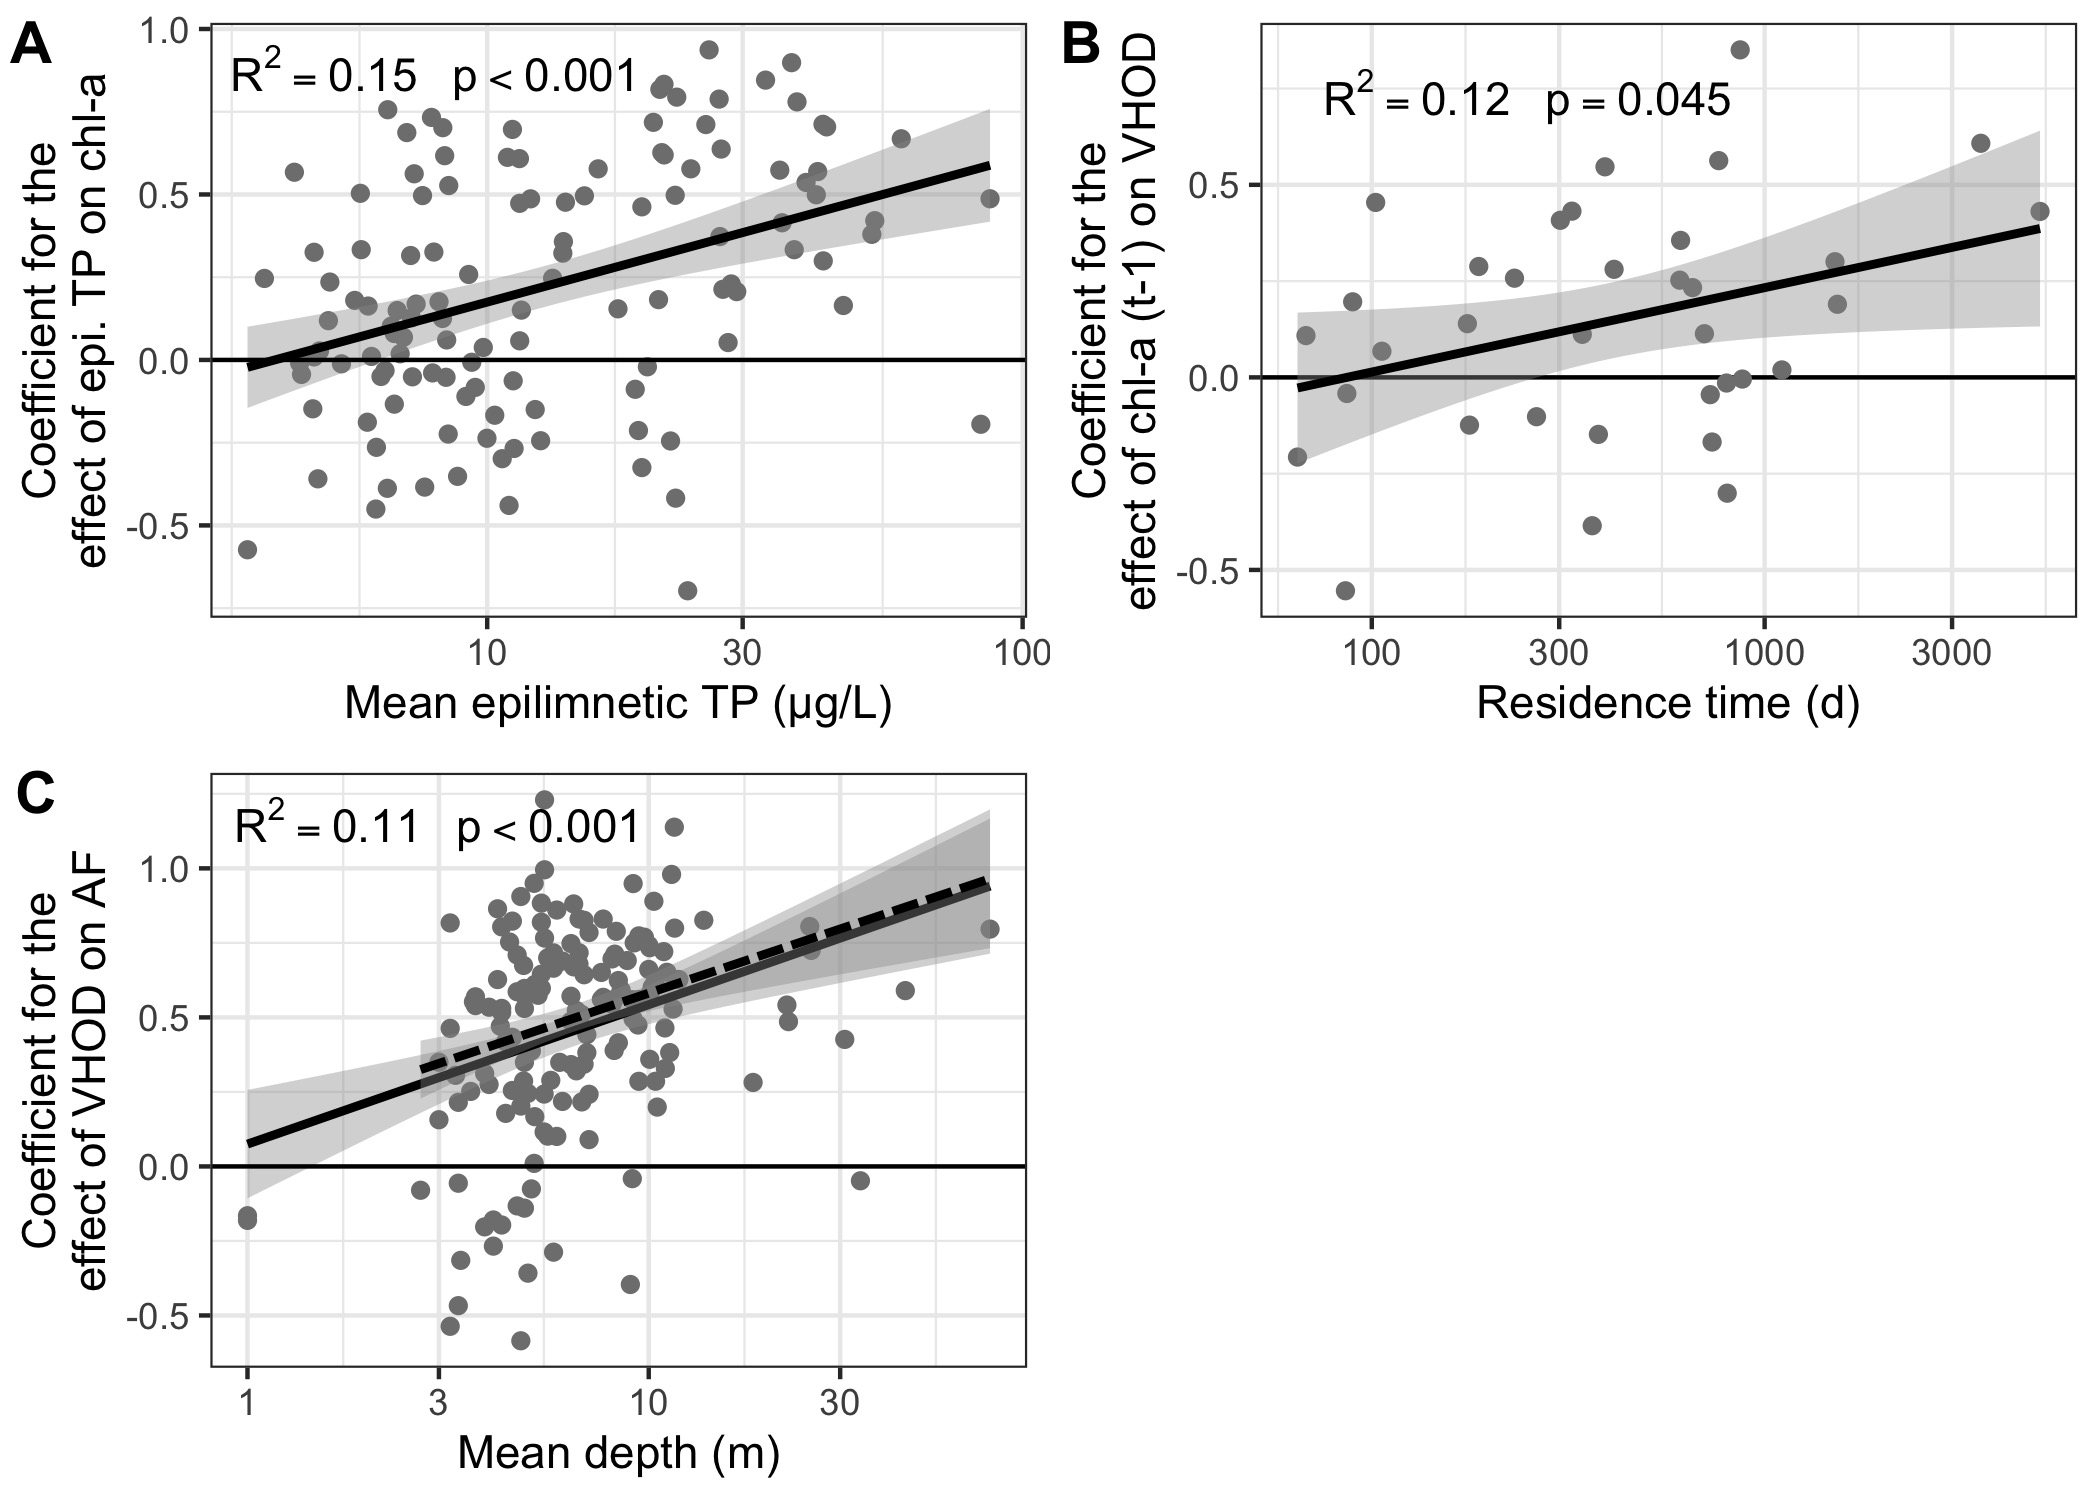 A
Coefficient for the
effect of epi. TP on chl-a
R² = 0.15 p < 0.001
1.0
0.5
0.0
-0.5
10 30 100
Mean epilimnetic TP (µg/L)
B
Coefficient for the
effect of chl-a (t-1) on VHOD
R² = 0.12 p = 0.045
0.5
0.0
-0.5
100 300 1000 3000
Residence time (d)
C
Coefficient for the
effect of VHOD on AF
R² = 0.11 p < 0.001
1.0
0.5
0.0
-0.5
1 3 10 30
Mean depth (m)